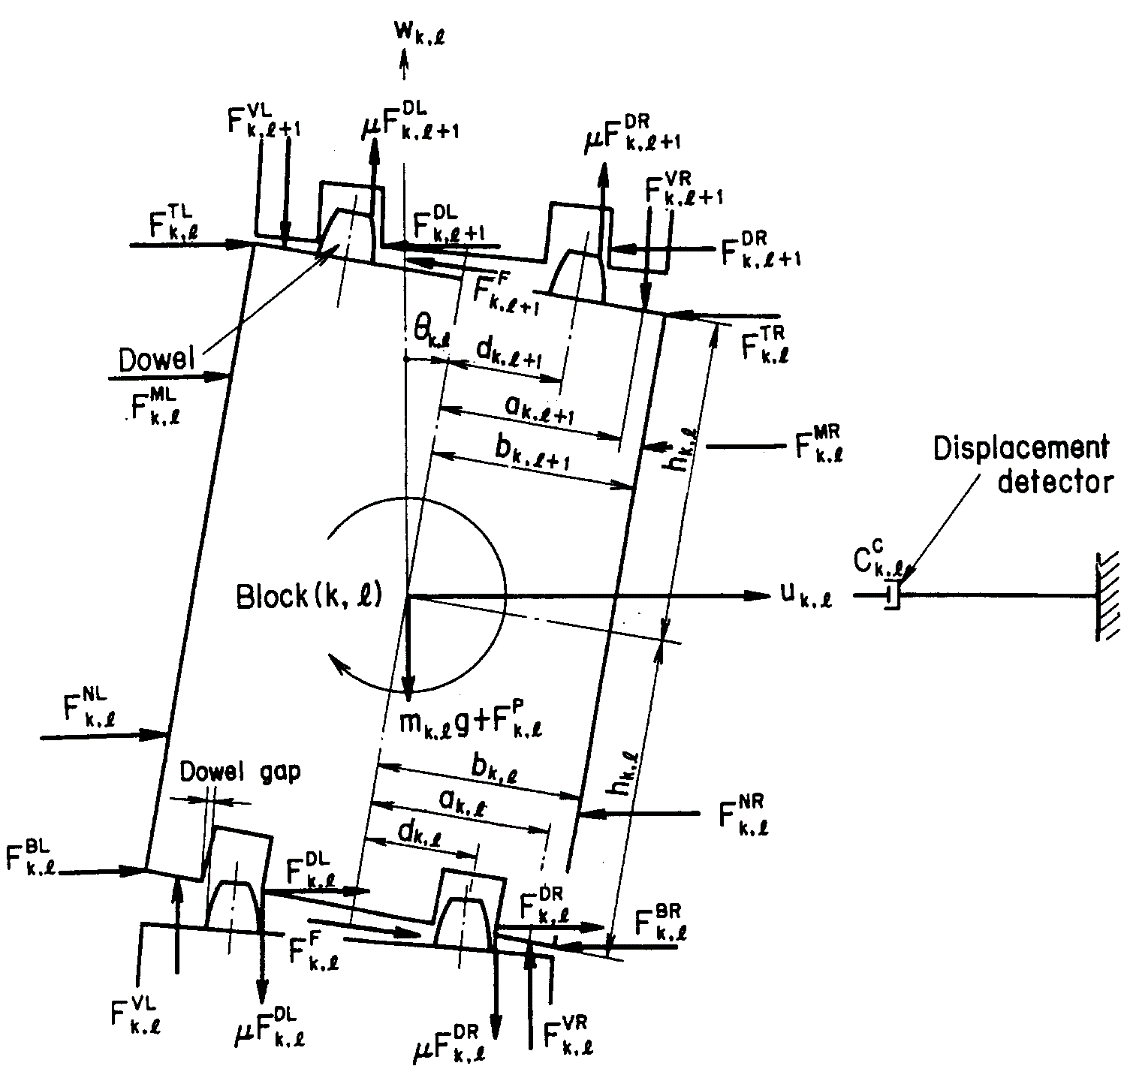 w_{k,ℓ}
F^{VL}_{k,ℓ+1}
μF^{DL}_{k,ℓ+1}
μF^{DR}_{k,ℓ+1}
F^{VR}_{k,ℓ+1}
F^{TL}_{k,ℓ}
F^{DL}_{k,ℓ+1}
F^{DR}_{k,ℓ+1}
F^{F}_{k,ℓ+1}
θ_{k,ℓ}
d_{k,ℓ+1}
F^{TR}_{k,ℓ}
Dowel
F^{ML}_{k,ℓ}
a_{k,ℓ+1}
h_{k,ℓ}
F^{MR}_{k,ℓ}
b_{k,ℓ+1}
Displacement
detector
C^{C}_{k,ℓ}
Block(k,ℓ)
u_{k,ℓ}
F^{NL}_{k,ℓ}
m_{k,ℓ}g+F^{P}_{k,ℓ}
Dowel gap
b_{k,ℓ}
h_{k,ℓ}
a_{k,ℓ}
F^{NR}_{k,ℓ}
d_{k,ℓ}
F^{BL}_{k,ℓ}
F^{DL}_{k,ℓ}
F^{DR}_{k,ℓ}
F^{BR}_{k,ℓ}
F^{F}_{k,ℓ}
F^{VL}_{k,ℓ}
μF^{DL}_{k,ℓ}
μF^{DR}_{k,ℓ}
F^{VR}_{k,ℓ}